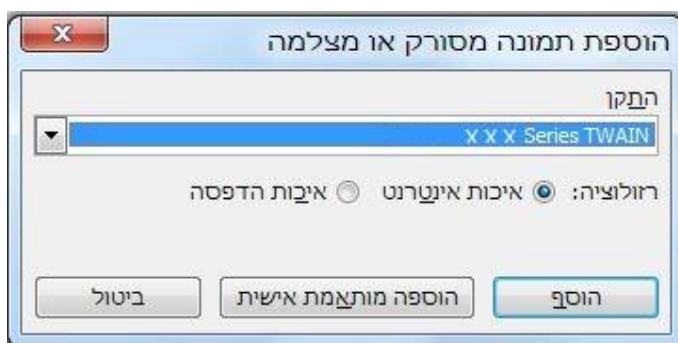 הוספת תמונה מסורק או מצלמה
התקן
X X X Series TWAIN
רזולוציה: איכות אינטרנט איכות הדפסה
הוסף הוספה מותאמת אישית ביטול